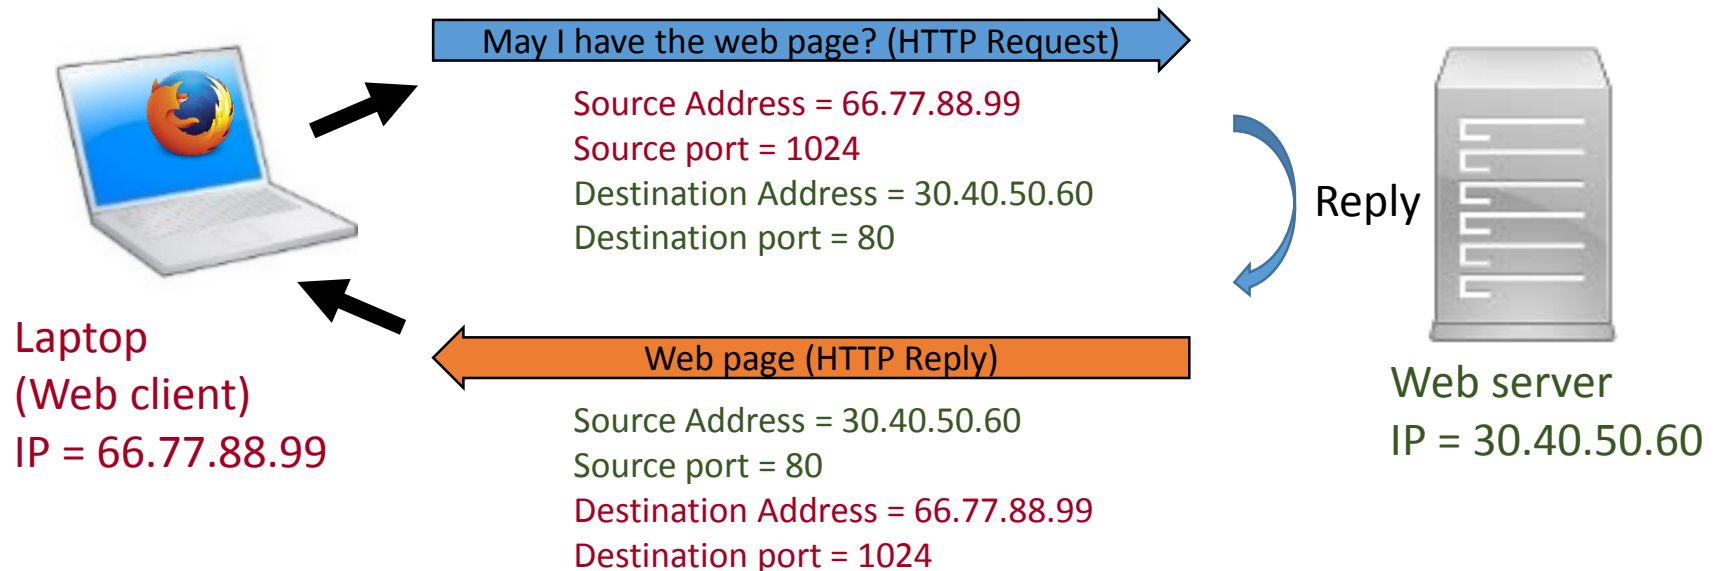 May I have the web page? (HTTP Request)
Source Address = 66.77.88.99
Source port = 1024
Destination Address = 30.40.50.60
Destination port = 80
Reply
Laptop
(Web client)
IP = 66.77.88.99
Web page (HTTP Reply)
Source Address = 30.40.50.60
Source port = 80
Destination Address = 66.77.88.99
Destination port = 1024
Web server
IP = 30.40.50.60